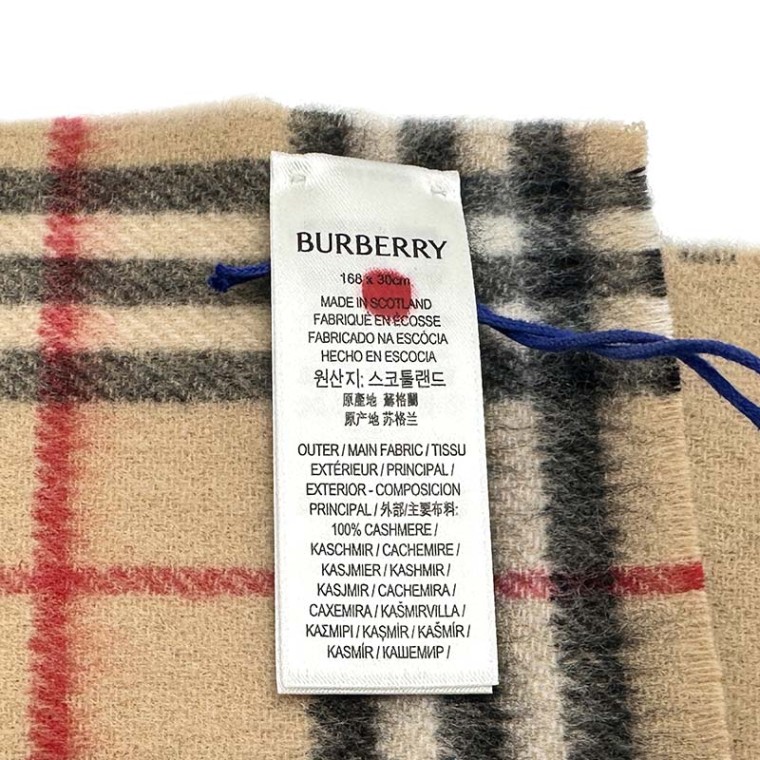 BURBERRY
168 x 30cm
MADE IN SCOTLAND
FABRIQUÉ EN ÉCOSSE
FABRICADO NA ESCÓCIA
HECHO EN ESCOCIA
원산지: 스코틀랜드
原產地 蘇格蘭
原产地 苏格兰
OUTER / MAIN FABRIC / TISSU
EXTÉRIEUR / PRINCIPAL /
EXTERIOR - COMPOSICION
PRINCIPAL / 外部/主要布料:
100% CASHMERE /
KASCHMIR / CACHEMIRE /
KASJMIER / KASHMIR /
KASJMIR / CACHEMIRA /
CAXEMIRA / KAŠMIRVILLA /
ΚΑΣΜΙΡΙ / KAŞMİR / KAŠMÍR /
KASMÍR / КАШЕМИР /